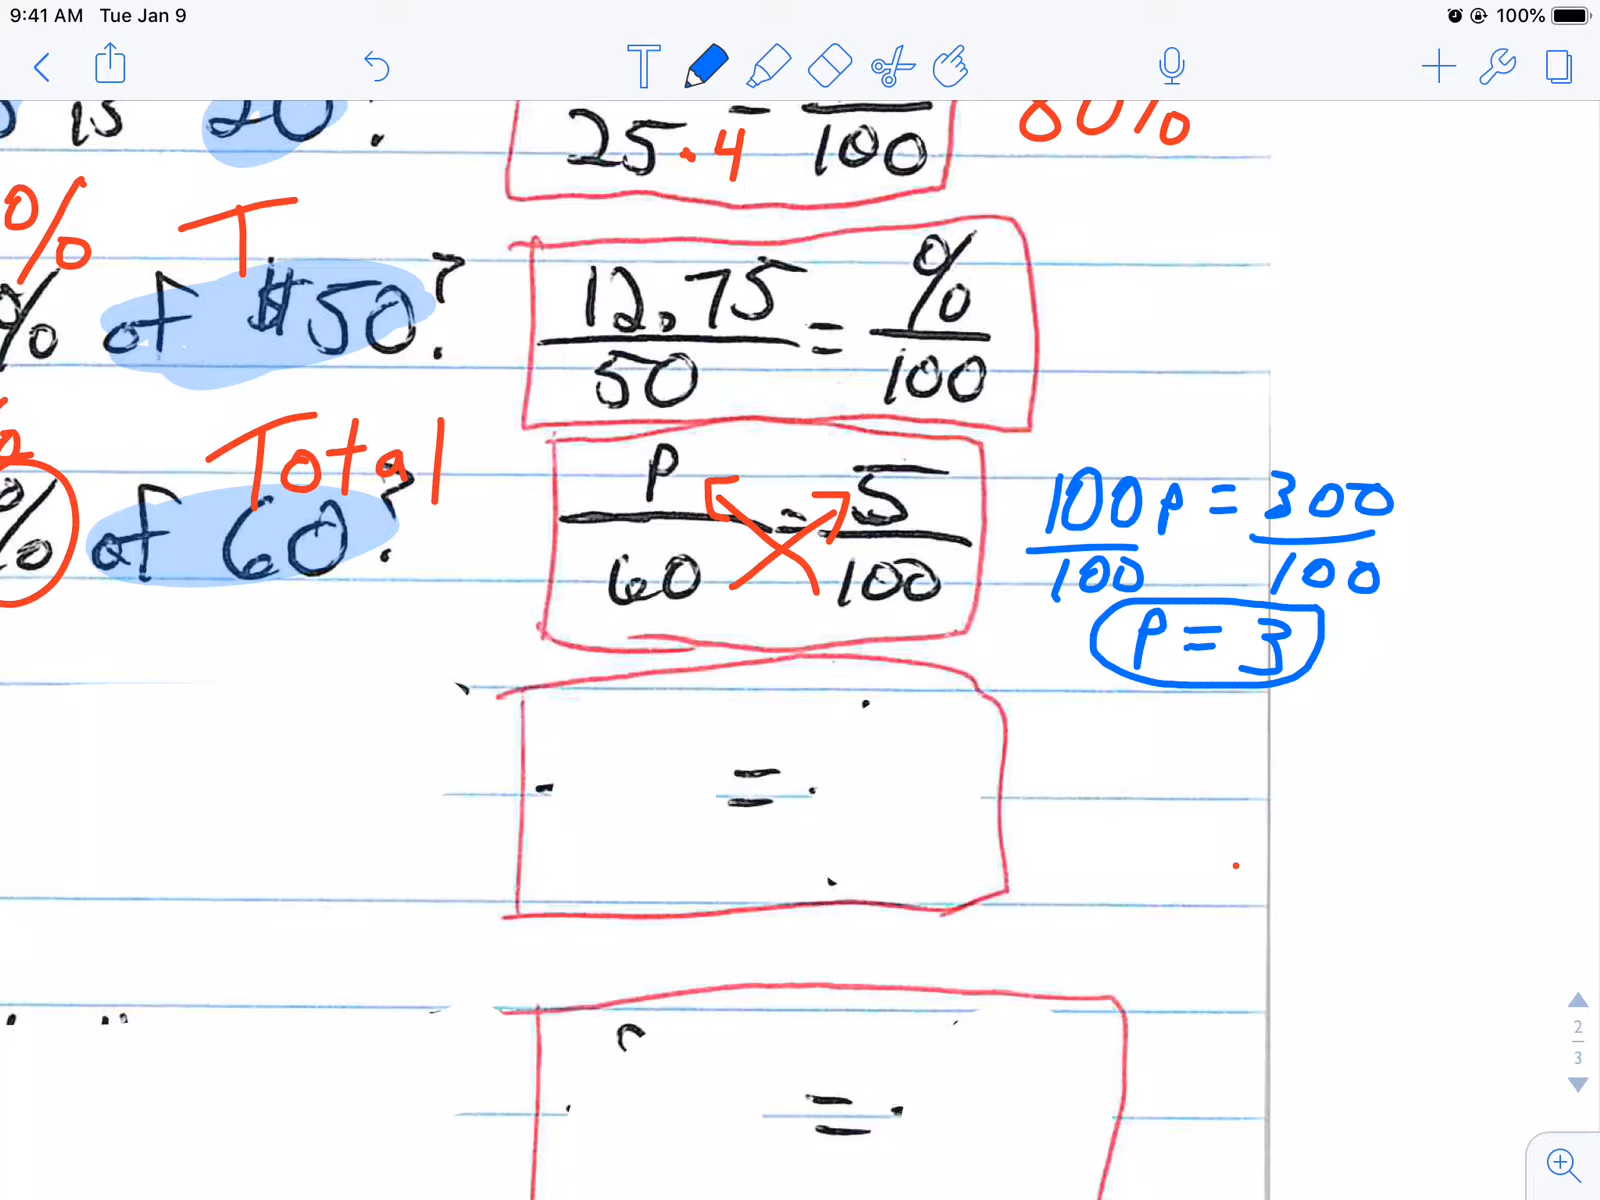 9:41 AM Tue Jan 9
100%
T
is 20?
25 · 4 = 100
80%
%
T
% of $50?
12.75 = %
50 100
Total
% of 60?
P = 5
60 100
100P = 300
100 100
P = 3
=
=
2
3